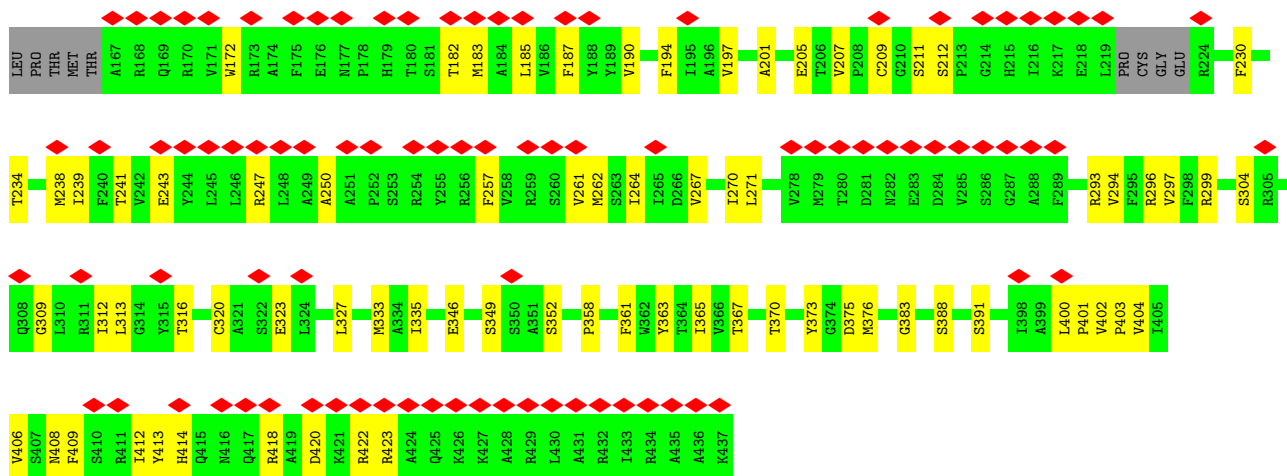 LEU PRO THR MET THR A167 R168 Q169 R170 V171 W172 R173 A174 F175 E176 N177 P178 H179 T180 S181 T182 M183 A184 L185 V186 F187 Y188 Y189 V190 F194 I195 A196 V197 A201 E205 T206 V207 P208 C209 G210 S211 S212 P213 G214 H215 I216 K217 E218 L219 PRO CYS GLY GLU R224 F230
T234 M238 I239 F240 T241 V242 E243 Y244 L245 L246 R247 L248 A249 A250 A251 P252 S253 R254 Y255 R256 F257 V258 R259 S260 V261 M262 S263 I264 I265 D266 V267 I270 L271 V278 M279 T280 D281 N282 E283 D284 V285 S286 G287 A288 F289 R293 V294 F295 R296 V297 F298 R299 S304 R305
Q308 G309 L310 R311 I312 L313 G314 Y315 T316 C320 A321 S322 E323 L324 L327 M333 A334 I335 E346 S349 S350 A351 S352 P358 F361 W362 Y363 T364 I365 V366 T367 T370 Y373 G374 D375 M376 G383 S388 S391 I398 A399 L400 P401 V402 P403 V404 I405
V406 S407 N408 F409 S410 R411 I412 Y413 H414 Q415 N416 Q417 R418 A419 D420 K421 R422 R423 A424 Q425 K426 K427 A428 R429 L430 A431 R432 I433 R434 A435 A436 K437